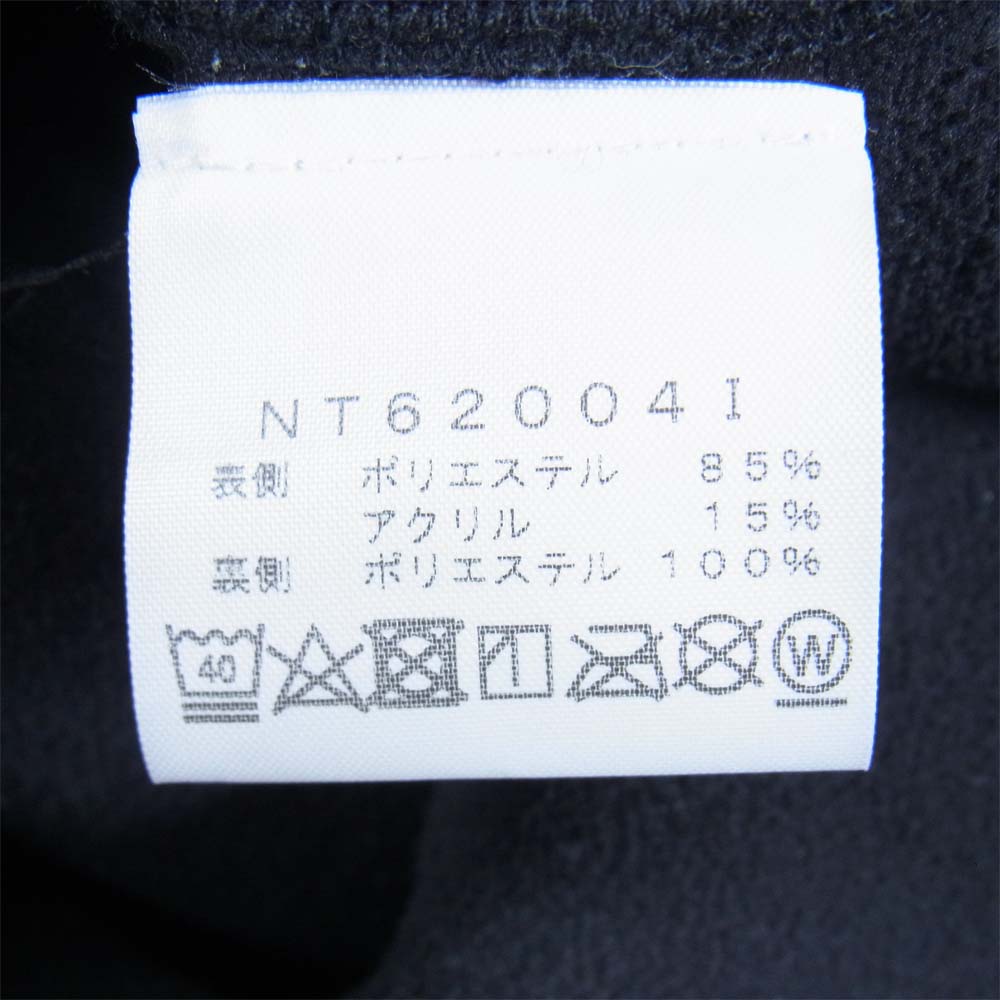 NT62004I
表側 ポリエステル 85%
アクリル 15%
裏側 ポリエステル 100%
40 W